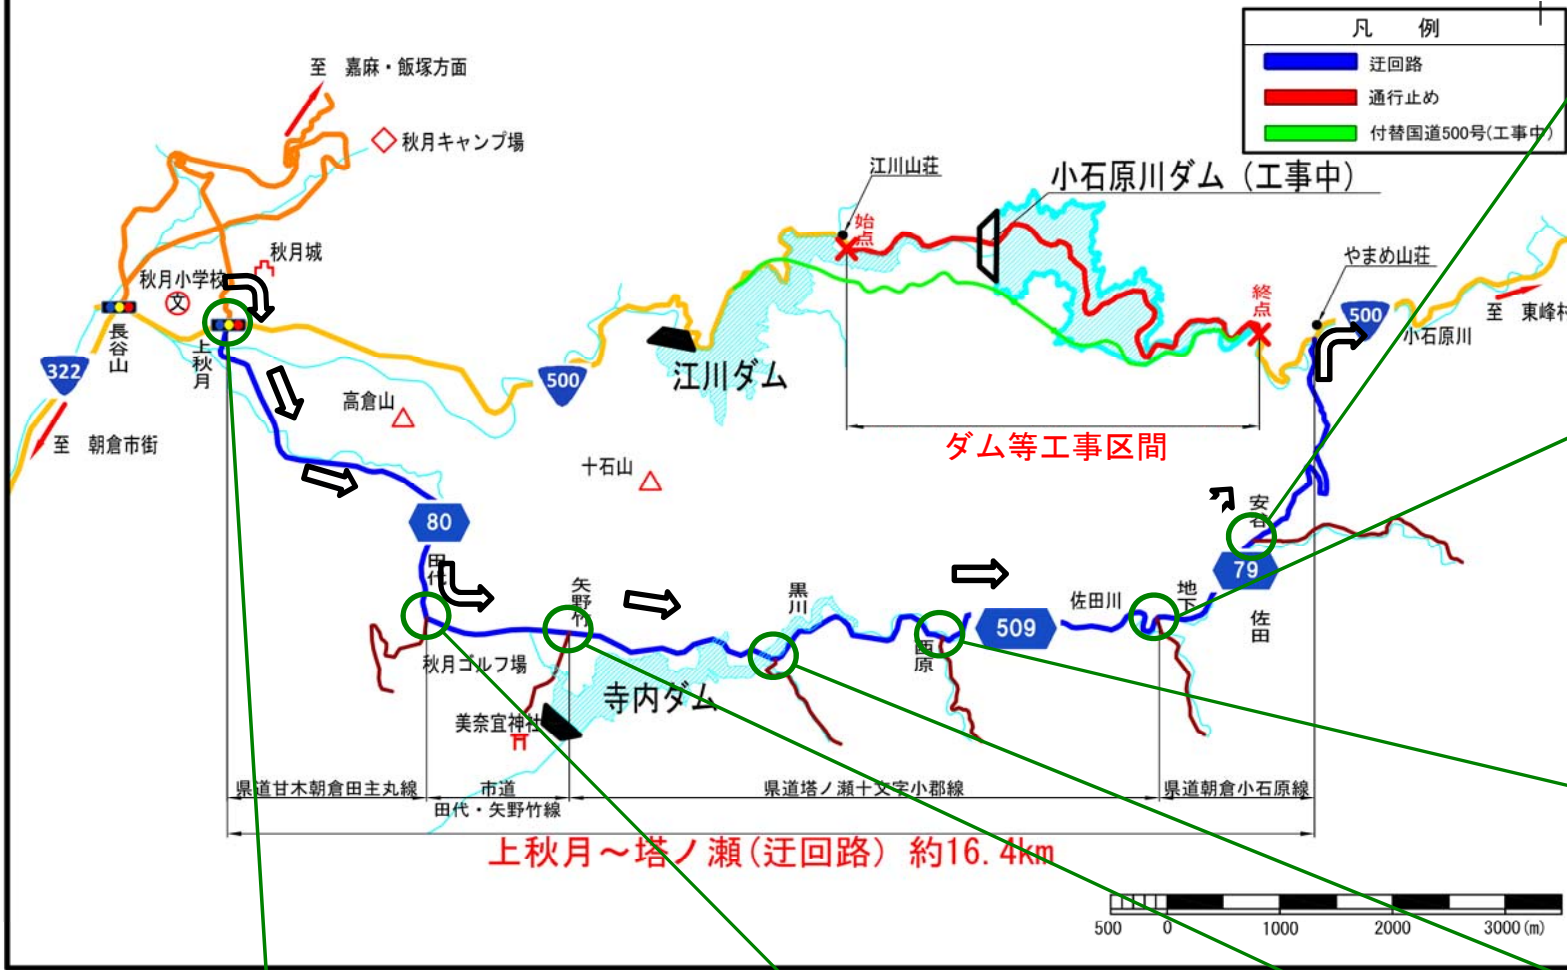 凡 例
迂回路
通行止め
付替国道500号(工事中)
至 嘉麻・飯塚方面
秋月キャンプ場
江川山荘
小石原川ダム（工事中）
始点
秋月城
秋月小学校
文
やまめ山荘
終点
500
至 東峰村
小石原川
長谷山
上秋月
322
至 朝倉市街
高倉山
500
江川ダム
ダム等工事区間
十石山
80
田代
矢野竹
黒川
西原
509
佐田川
地下
安谷
79
佐田
秋月ゴルフ場
寺内ダム
美奈宜神社
県道甘木朝倉田主丸線
市道
田代・矢野竹線
県道塔ノ瀬十文字小郡線
県道朝倉小石原線
上秋月～塔ノ瀬(迂回路) 約16.4km
500 0 1000 2000 3000(m)